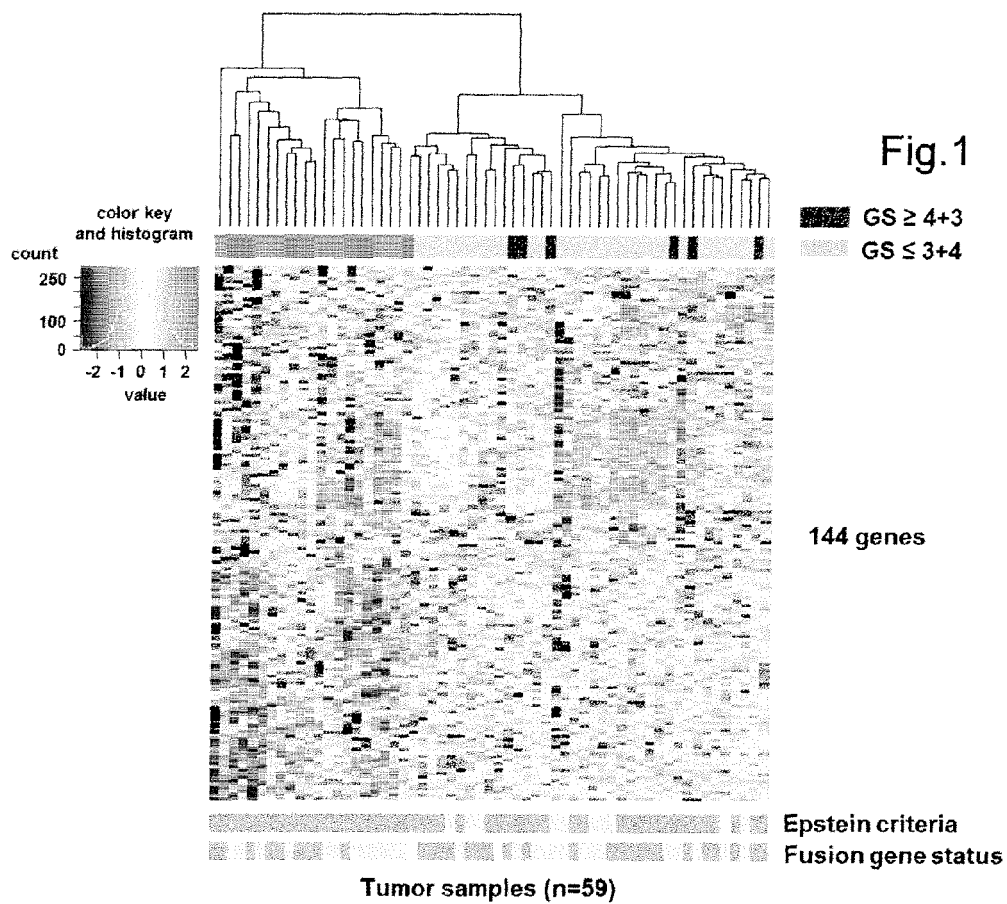 Fig.1
GS ≥ 4+3
GS ≤ 3+4
color key
and histogram
count
250
100
0
-2 -1 0 1 2
value
144 genes
Epstein criteria
Fusion gene status
Tumor samples (n=59)